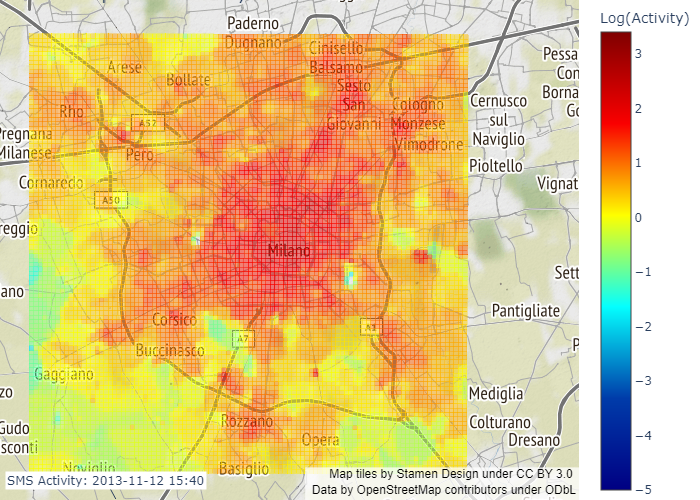 Log(Activity)
3
2
1
0
−1
−2
−3
−4
−5
Paderno
Dugnano
Cinisello
Balsamo
Arese
Bollate
Sesto
San
Giovanni
Rho
A52
Cologno
Monzese
Vimodrone
Pessa
Con
Borna
Go
Cernusco
sul
Naviglio
Pregnana
Milanese
Pero
Pioltello
Cornaredo
Vignat
A50
reggio
Milano
Sett
ano
Pantigliate
Corsico
A7
A1
Buccinasco
P
Gaggiano
zo
Mediglia
Rozzano
Colturano
Gudo
sconti
Opera
Dresano
Noviglio
Basiglio
SMS Activity: 2013-11-12 15:40
Map tiles by Stamen Design under CC BY 3.0
Data by OpenStreetMap contributors under ODbL